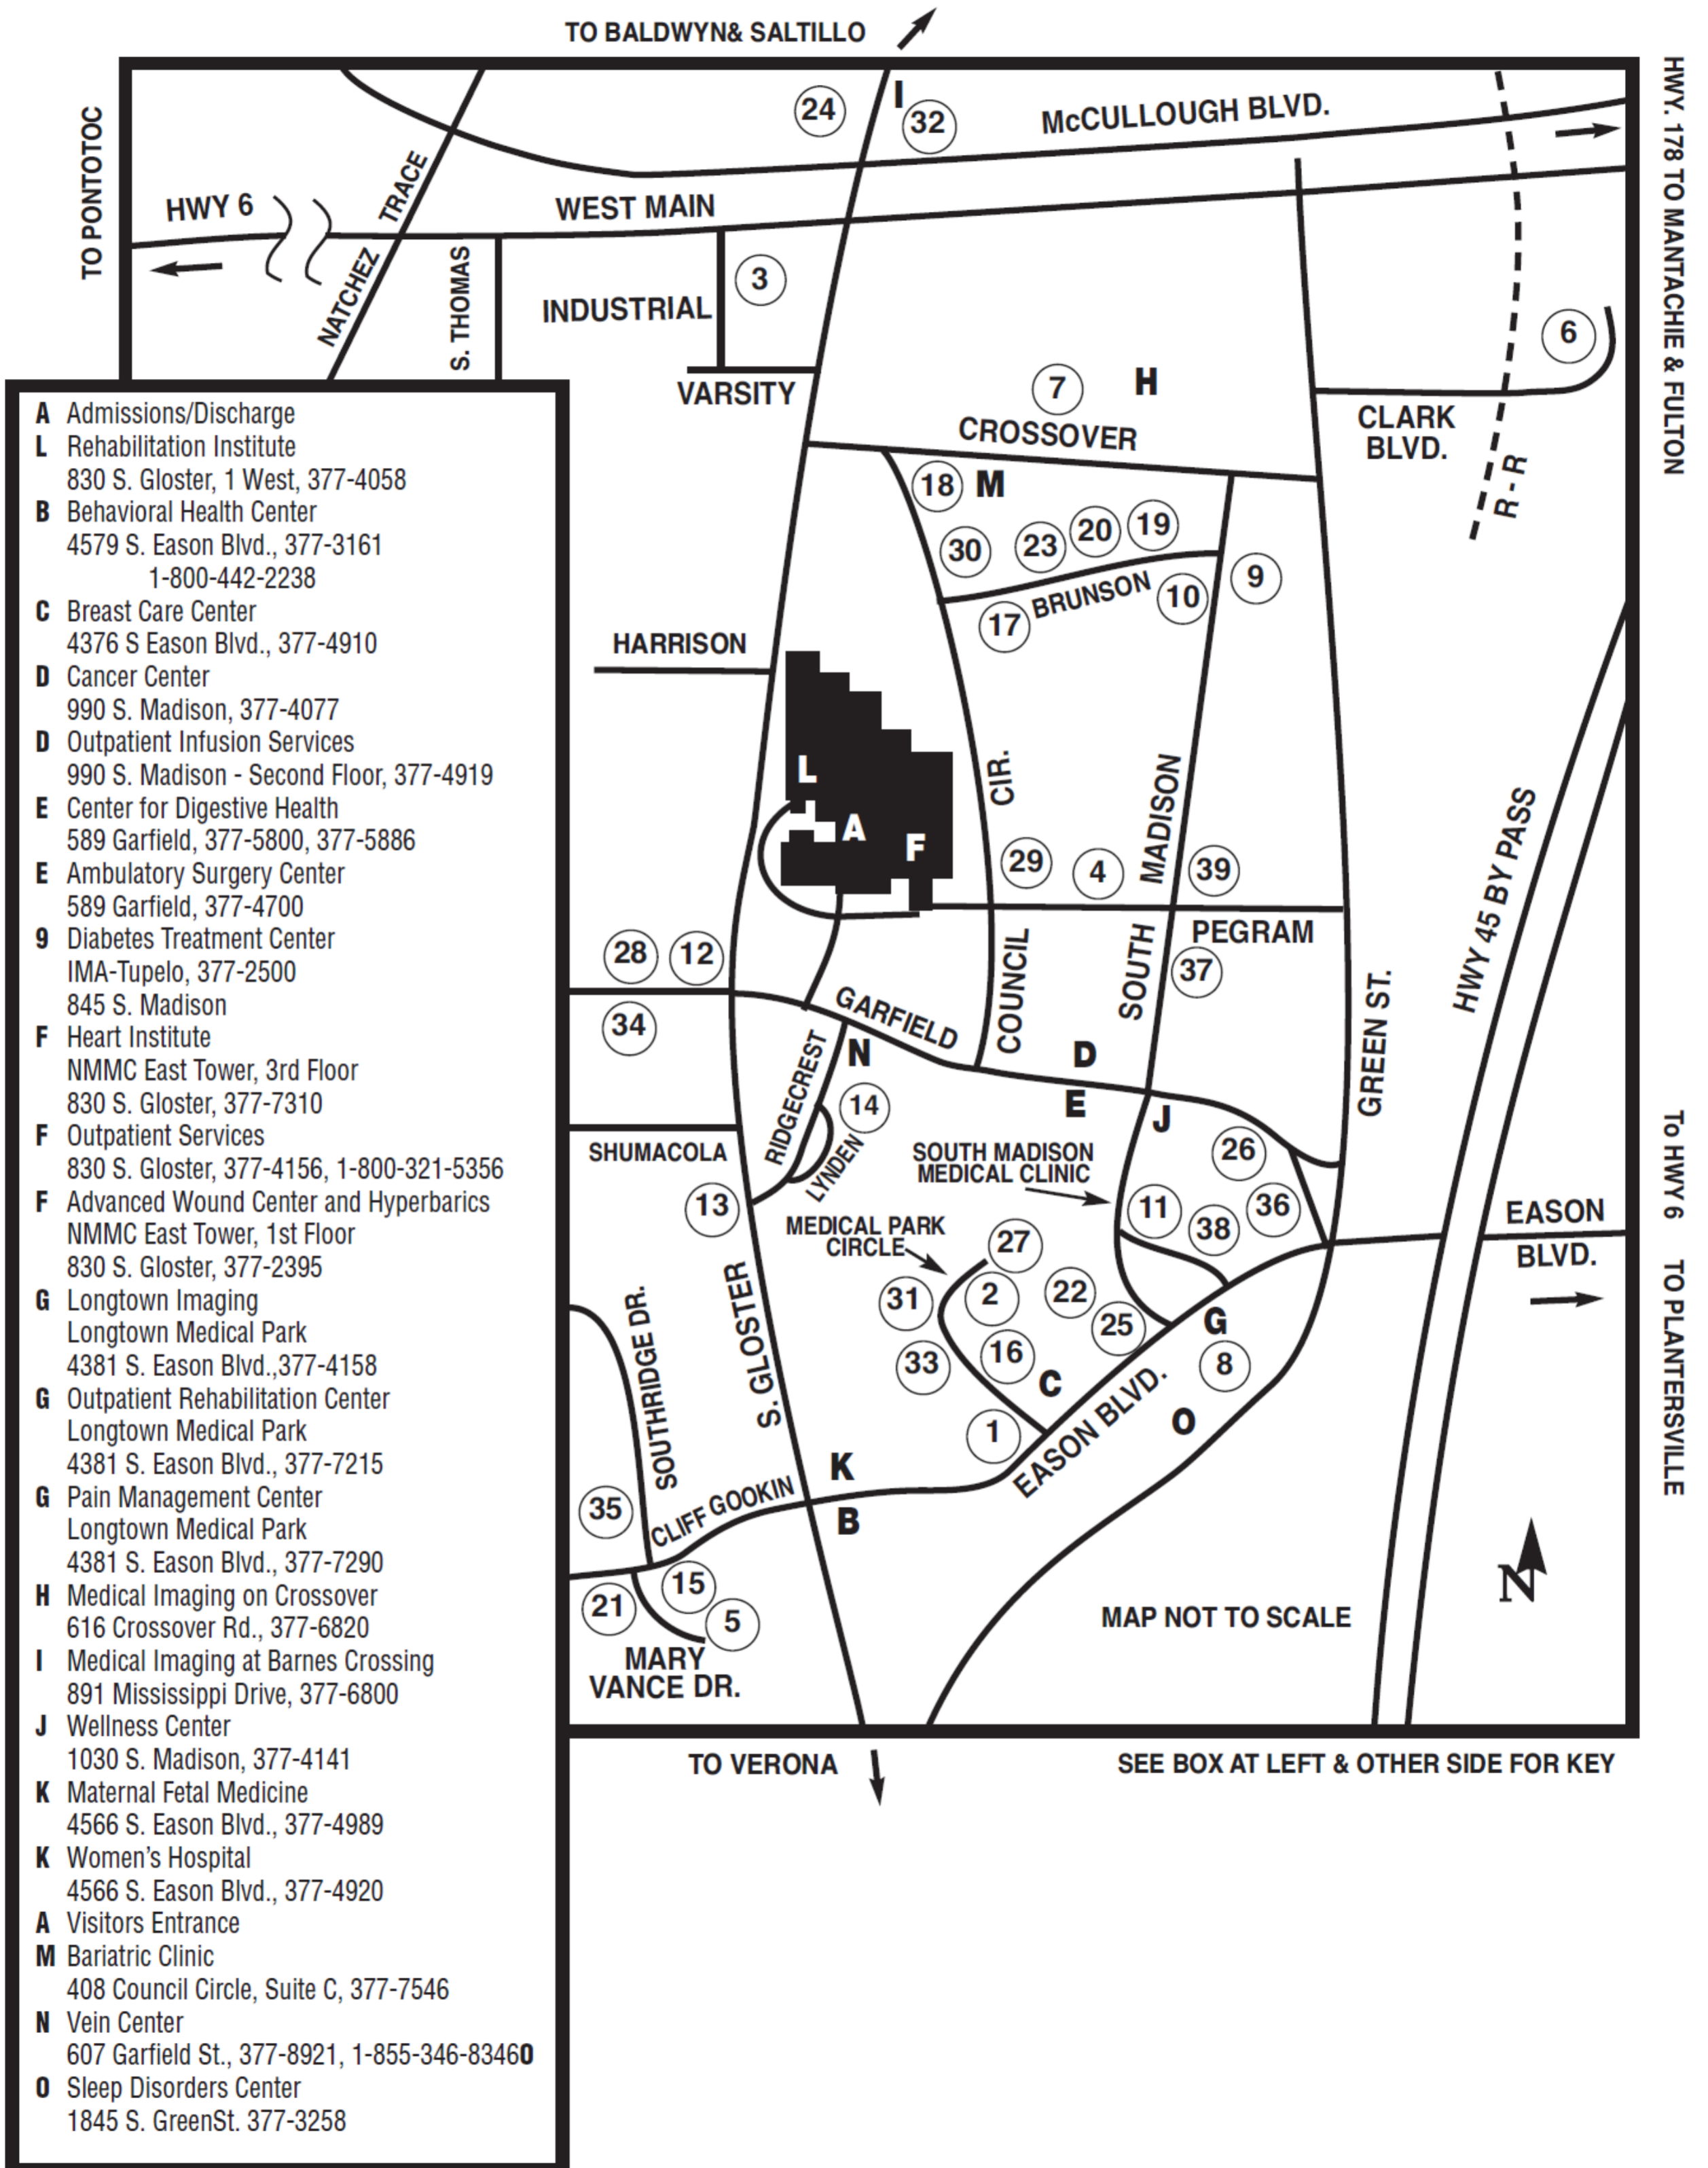 TO BALDWYN& SALTILLO
TO PONTOTOC
HWY. 178 TO MANTACHIE & FULTON
24
I
32
McCULLOUGH BLVD.
HWY 6
NATCHEZ TRACE
WEST MAIN
S. THOMAS
INDUSTRIAL
3
VARSITY
6
7
H
CROSSOVER
CLARK
BLVD.
R - R
18
M
30
23
20
19
BRUNSON
17
10
9
HARRISON
L
A
F
CIR.
COUNCIL
29
4
SOUTH MADISON
39
PEGRAM
37
HWY 45 BY PASS
GREEN ST.
28
12
34
GARFIELD
N
D
E
J
RIDGECREST
14
LYNDEN
SHUMACOLA
13
SOUTH MADISON
MEDICAL CLINIC
26
11
38
36
EASON
BLVD.
To HWY 6 TO PLANTERSVILLE
MEDICAL PARK
CIRCLE
27
31
2
22
25
33
16
C
G
8
O
1
EASON BLVD.
S. GLOSTER
SOUTHRIDGE DR.
K
B
CLIFF GOOKIN
35
15
21
5
MARY
VANCE DR.
MAP NOT TO SCALE
N
TO VERONA
SEE BOX AT LEFT & OTHER SIDE FOR KEY
A Admissions/Discharge
L Rehabilitation Institute
830 S. Gloster, 1 West, 377-4058
B Behavioral Health Center
4579 S. Eason Blvd., 377-3161
1-800-442-2238
C Breast Care Center
4376 S Eason Blvd., 377-4910
D Cancer Center
990 S. Madison, 377-4077
D Outpatient Infusion Services
990 S. Madison - Second Floor, 377-4919
E Center for Digestive Health
589 Garfield, 377-5800, 377-5886
E Ambulatory Surgery Center
589 Garfield, 377-4700
9 Diabetes Treatment Center
IMA-Tupelo, 377-2500
845 S. Madison
F Heart Institute
NMMC East Tower, 3rd Floor
830 S. Gloster, 377-7310
F Outpatient Services
830 S. Gloster, 377-4156, 1-800-321-5356
F Advanced Wound Center and Hyperbarics
NMMC East Tower, 1st Floor
830 S. Gloster, 377-2395
G Longtown Imaging
Longtown Medical Park
4381 S. Eason Blvd.,377-4158
G Outpatient Rehabilitation Center
Longtown Medical Park
4381 S. Eason Blvd., 377-7215
G Pain Management Center
Longtown Medical Park
4381 S. Eason Blvd., 377-7290
H Medical Imaging on Crossover
616 Crossover Rd., 377-6820
I Medical Imaging at Barnes Crossing
891 Mississippi Drive, 377-6800
J Wellness Center
1030 S. Madison, 377-4141
K Maternal Fetal Medicine
4566 S. Eason Blvd., 377-4989
K Women's Hospital
4566 S. Eason Blvd., 377-4920
A Visitors Entrance
M Bariatric Clinic
408 Council Circle, Suite C, 377-7546
N Vein Center
607 Garfield St., 377-8921, 1-855-346-8346O
O Sleep Disorders Center
1845 S. GreenSt. 377-3258